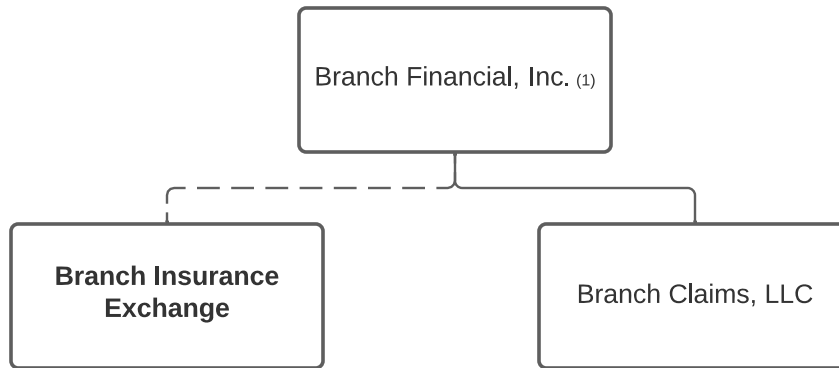 Branch Financial, Inc. (1)
Branch Insurance
Exchange
Branch Claims, LLC